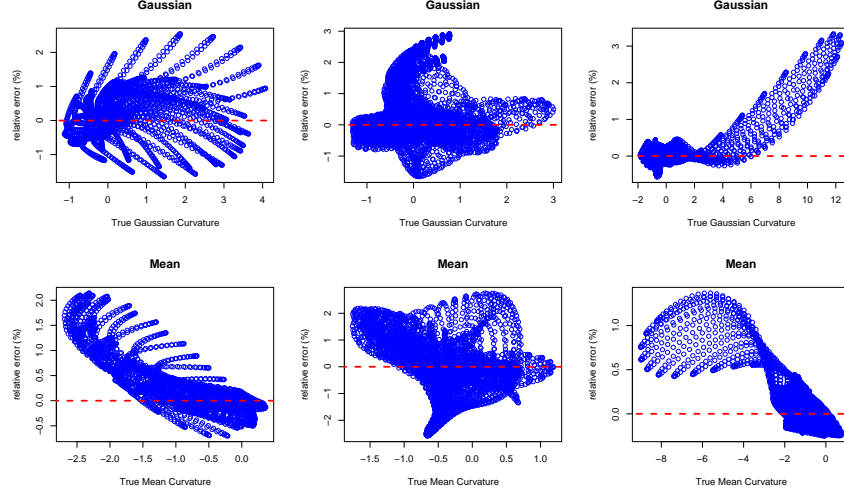 Gaussian
relative error (%)
2
1
0
−1
−1 0 1 2 3 4
True Gaussian Curvature
Gaussian
relative error (%)
3
2
1
0
−1
−1 0 1 2 3
True Gaussian Curvature
Gaussian
relative error (%)
3
2
1
0
−2 0 2 4 6 8 10 12
True Gaussian Curvature
Mean
relative error (%)
2.0
1.5
1.0
0.5
0.0
−0.5
−2.5 −2.0 −1.5 −1.0 −0.5 0.0
True Mean Curvature
Mean
relative error (%)
2
1
0
−1
−2
−1.5 −1.0 −0.5 0.0 0.5 1.0
True Mean Curvature
Mean
relative error (%)
1.0
0.5
0.0
−8 −6 −4 −2 0
True Mean Curvature